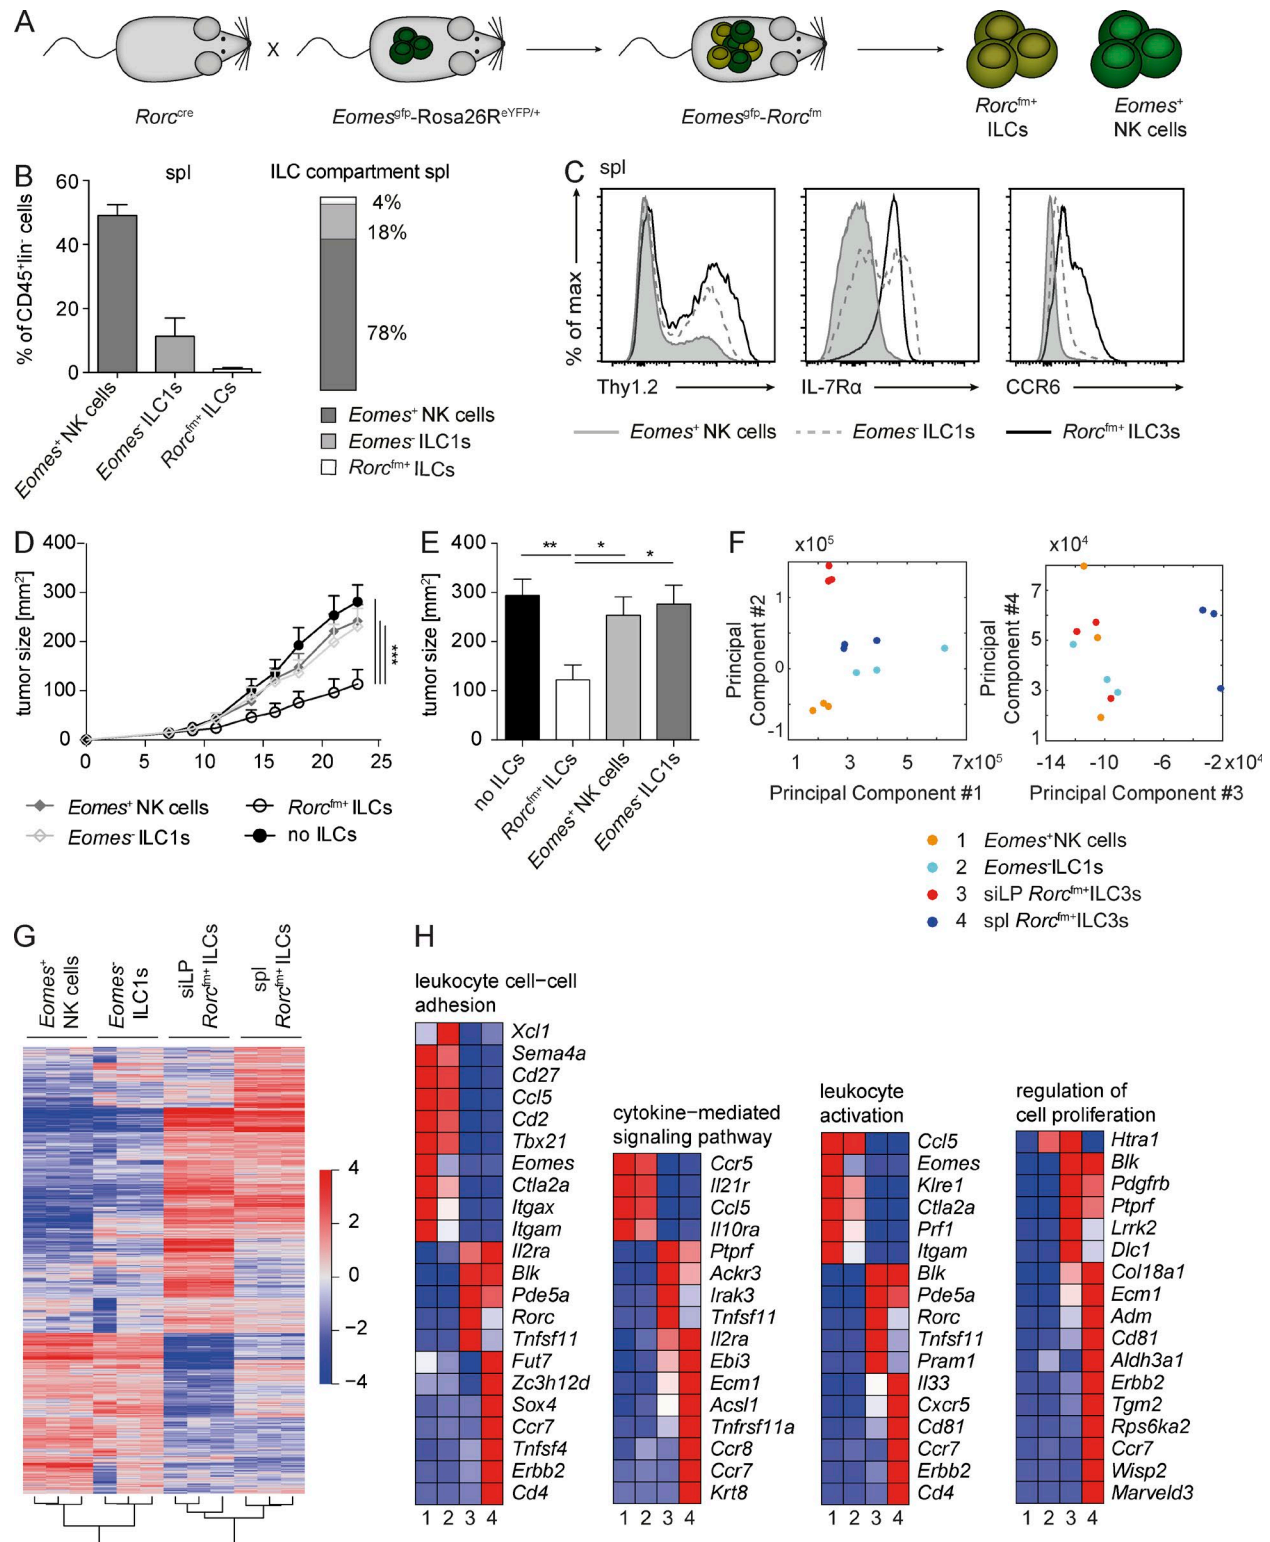 A
X
Rorc^cre
Eomes^gfp-Rosa26R^eYFP/+
Eomes^gfp-Rorc^fm
Rorc^fm+
ILCs
Eomes⁺
NK cells
B
spl
% of CD45⁺lin⁻ cells
60
40
20
0
Eomes⁺ NK cells
Eomes⁻ ILC1s
Rorc^fm+ ILCs
ILC compartment spl
4%
18%
78%
Eomes⁺ NK cells
Eomes⁻ ILC1s
Rorc^fm+ ILCs
C
spl
% of max
Thy1.2
IL-7Rα
CCR6
Eomes⁺ NK cells
Eomes⁻ ILC1s
Rorc^fm+ ILC3s
D
tumor size [mm²]
400
300
200
100
0
0 5 10 15 20 25
Eomes⁺ NK cells
Rorc^fm+ ILCs
Eomes⁻ ILC1s
no ILCs
***
E
tumor size [mm²]
400
300
200
100
0
**
*
*
no ILCs
Rorc^fm+ ILCs
Eomes⁺ NK cells
Eomes⁻ ILC1s
F
x10⁵
Principal
Component #2
1
0
-1
1 3 5 7x10⁵
Principal Component #1
x10⁴
Principal
Component #4
7
5
3
1
-14 -10 -6 -2x10⁴
Principal Component #3
1 Eomes⁺NK cells
2 Eomes⁻ILC1s
3 siLP Rorc^fm+ILC3s
4 spl Rorc^fm+ILC3s
G
Eomes⁺
NK cells
Eomes⁻
ILC1s
siLP
Rorc^fm+ ILCs
spl
Rorc^fm+ ILCs
4
2
0
−2
−4
H
leukocyte cell−cell
adhesion
Xcl1
Sema4a
Cd27
Ccl5
Cd2
Tbx21
Eomes
Ctla2a
Itgax
Itgam
Il2ra
Blk
Pde5a
Rorc
Tnfsf11
Fut7
Zc3h12d
Sox4
Ccr7
Tnfsf4
Erbb2
Cd4
1 2 3 4
cytokine−mediated
signaling pathway
Ccr5
Il21r
Ccl5
Il10ra
Ptprf
Ackr3
Irak3
Tnfsf11
Il2ra
Ebi3
Ecm1
Acsl1
Tnfrsf11a
Ccr8
Ccr7
Krt8
1 2 3 4
leukocyte
activation
Ccl5
Eomes
Klre1
Ctla2a
Prf1
Itgam
Blk
Pde5a
Rorc
Tnfsf11
Pram1
Il33
Cxcr5
Cd81
Ccr7
Erbb2
Cd4
1 2 3 4
regulation of
cell proliferation
Htra1
Blk
Pdgfrb
Ptprf
Lrrk2
Dlc1
Col18a1
Ecm1
Adm
Cd81
Aldh3a1
Erbb2
Tgm2
Rps6ka2
Ccr7
Wisp2
Marveld3
1 2 3 4